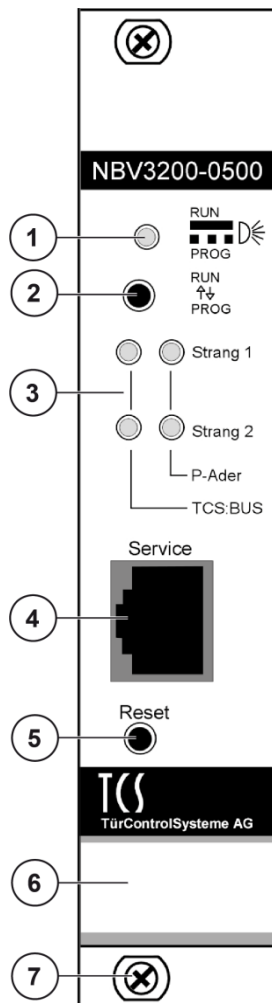 NBV3200-0500
1
RUN
PROG
2
RUN
PROG
3
Strang 1
Strang 2
P-Ader
TCS:BUS
Service
4
Reset
5
TCS
TürControlSysteme AG
6
7